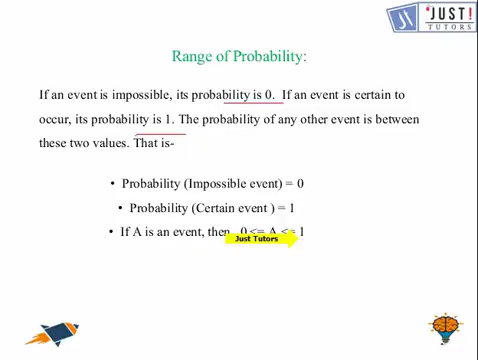 JUST!
TUTORS
Range of Probability:
If an event is impossible, its probability is 0. If an event is certain to
occur, its probability is 1. The probability of any other event is between
these two values. That is-
• Probability (Impossible event) = 0
• Probability (Certain event ) = 1
• If A is an event, then 0 <= A <= 1
Just Tutors